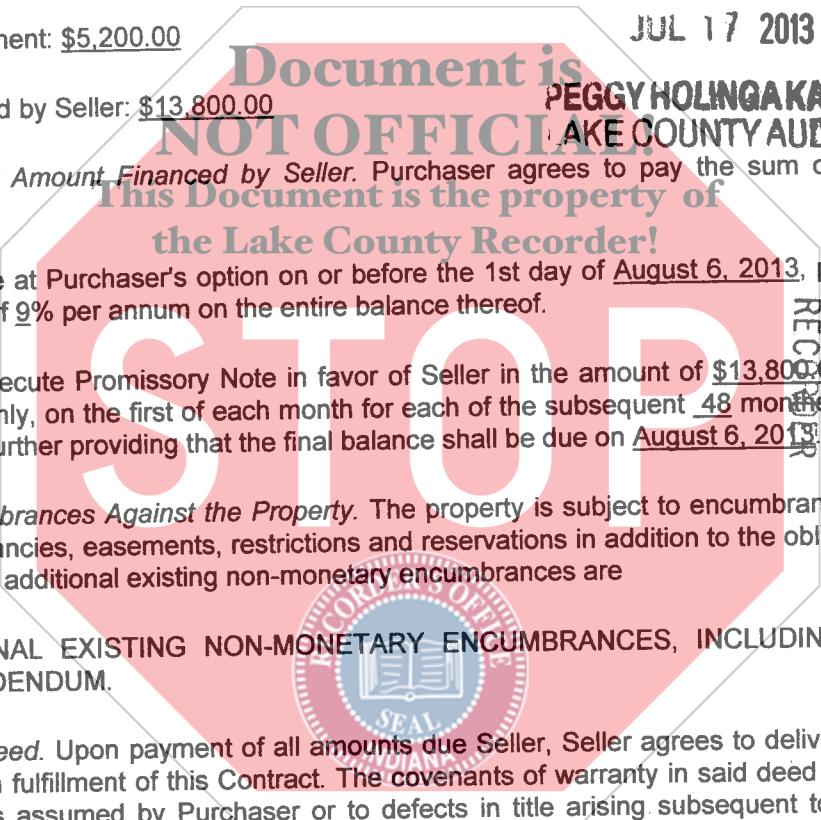 nent: $5,200.00
JUL 17 2013
Document is
d by Seller: $13,800.00
PEGGY HOLINGA KA
NOT OFFICIAL!
LAKE COUNTY AUD
Amount Financed by Seller. Purchaser agrees to pay the sum o
This Document is the property of
the Lake County Recorder!
e at Purchaser's option on or before the 1st day of August 6, 2013, p
f 9% per annum on the entire balance thereof.
RECORDER
STOP
ecute Promissory Note in favor of Seller in the amount of $13,800.
nly, on the first of each month for each of the subsequent 48 months
urther providing that the final balance shall be due on August 6, 2013.
brances Against the Property. The property is subject to encumbran
ancies, easements, restrictions and reservations in addition to the obl
additional existing non-monetary encumbrances are
RECORDER'S OFFICE
NAL EXISTING NON-MONETARY ENCUMBRANCES, INCLUDIN
DENDUM.
SEAL
INDIANA
eed. Upon payment of all amounts due Seller, Seller agrees to deliv
n fulfillment of this Contract. The covenants of warranty in said deed
s assumed by Purchaser or to defects in title arising subsequent to